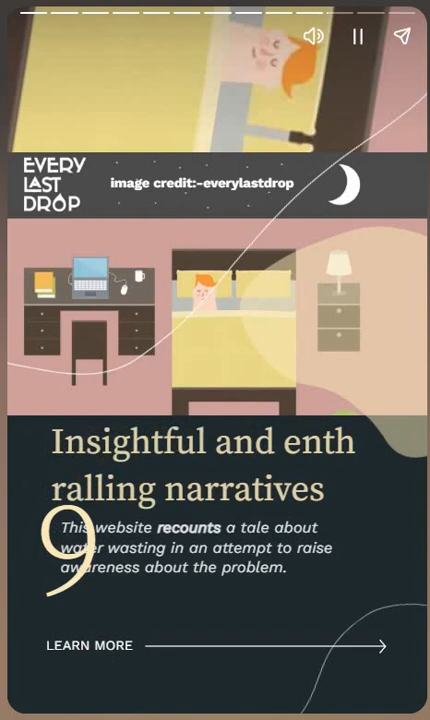 EVERY
LAST
DROP
image credit:-everylastdrop
Insightful and enth
ralling narratives
9
This website recounts a tale about
water wasting in an attempt to raise
awareness about the problem.
LEARN MORE